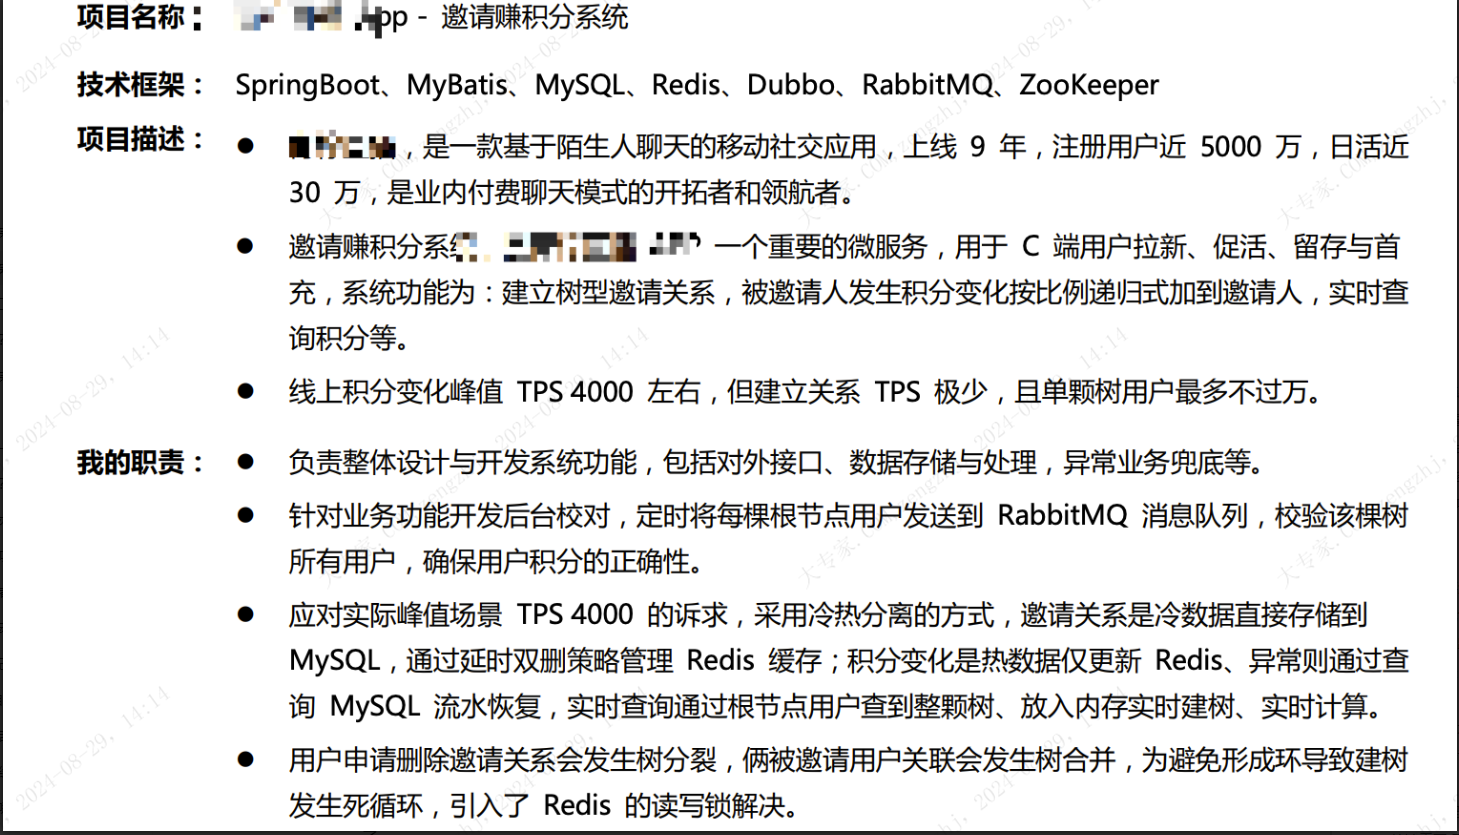 项目名称： pp - 邀请赚积分系统
技术框架： SpringBoot、MyBatis、MySQL、Redis、Dubbo、RabbitMQ、ZooKeeper
项目描述： ● ，是一款基于陌生人聊天的移动社交应用，上线 9 年，注册用户近 5000 万，日活近
30 万，是业内付费聊天模式的开拓者和领航者。
● 邀请赚积分系 一个重要的微服务，用于 C 端用户拉新、促活、留存与首
充，系统功能为：建立树型邀请关系，被邀请人发生积分变化按比例递归式加到邀请人，实时查
询积分等。
● 线上积分变化峰值 TPS 4000 左右，但建立关系 TPS 极少，且单颗树用户最多不过万。
我的职责： ● 负责整体设计与开发系统功能，包括对外接口、数据存储与处理，异常业务兜底等。
● 针对业务功能开发后台校对，定时将每棵根节点用户发送到 RabbitMQ 消息队列，校验该棵树
所有用户，确保用户积分的正确性。
● 应对实际峰值场景 TPS 4000 的诉求，采用冷热分离的方式，邀请关系是冷数据直接存储到
MySQL，通过延时双删策略管理 Redis 缓存；积分变化是热数据仅更新 Redis、异常则通过查
询 MySQL 流水恢复，实时查询通过根节点用户查到整颗树、放入内存实时建树、实时计算。
● 用户申请删除邀请关系会发生树分裂，俩被邀请用户关联会发生树合并，为避免形成环导致建树
发生死循环，引入了 Redis 的读写锁解决。